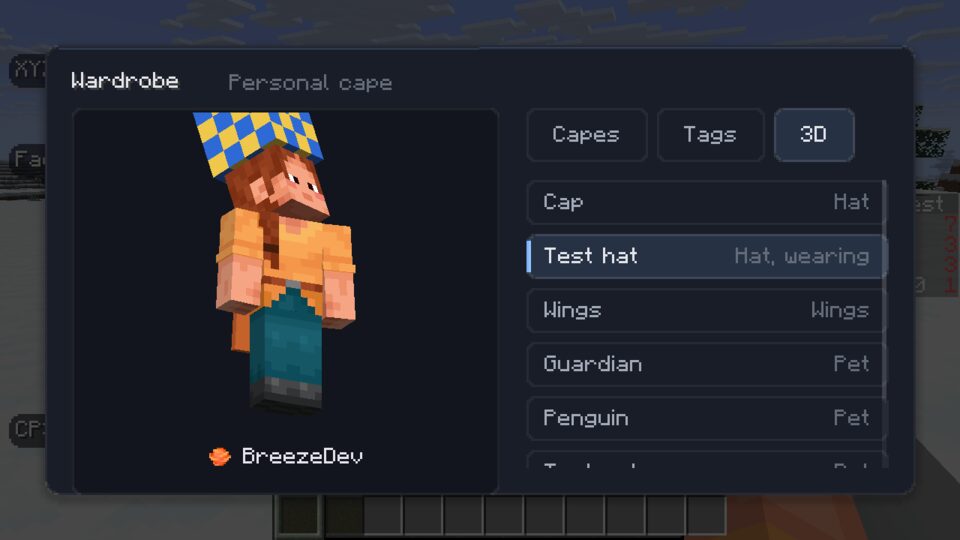 Wardrobe
Personal cape
Capes
Tags
3D
Cap
Hat
Test hat
Hat, wearing
Wings
Wings
Guardian
Pet
Penguin
Pet
BreezeDev